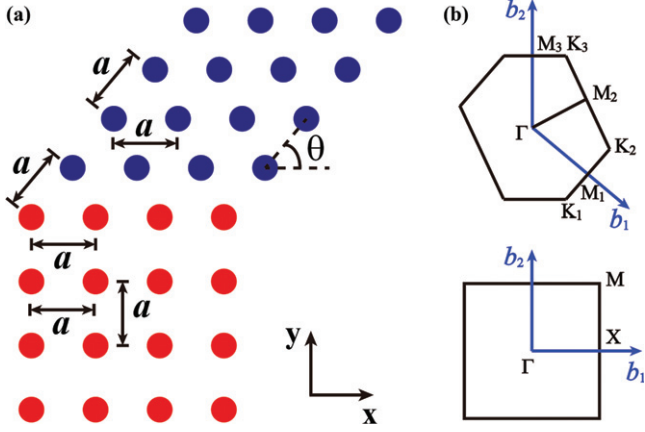 (a)
a
a
θ
a
a
a
a
y
x
(b)
b₂
M₃ K₃
M₂
Γ
K₂
M₁
K₁
b₁
b₂
M
X
Γ
b₁